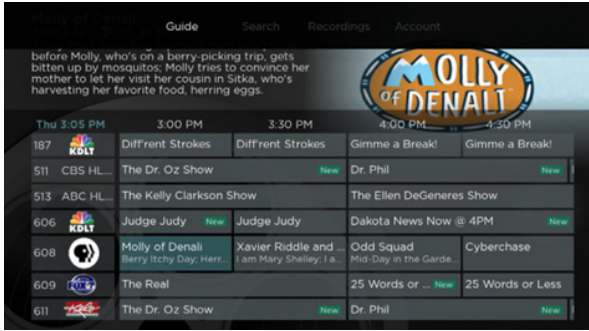 Molly of Denali
Guide Search Recordings Account
before Molly, who's on a berry-picking trip, gets
bitten up by mosquitos; Molly tries to convince her
mother to let her visit her cousin in Sitka, who's
harvesting her favorite food, herring eggs.
MOLLY
OF DENALI
Thu 3:05 PM 3:00 PM 3:30 PM 4:00 PM 4:30 PM
187 KDLT Diff'rent Strokes Diff'rent Strokes Gimme a Break! Gimme a Break!
511 CBS HL... The Dr. Oz Show New Dr. Phil New
513 ABC HL... The Kelly Clarkson Show The Ellen DeGeneres Show
606 KDLT Judge Judy New Judge Judy Dakota News Now @ 4PM New
608 Molly of Denali Xavier Riddle and ... Odd Squad Cyberchase
Berry Itchy Day; Herr... I am Mary Shelley; I a... Mid-Day in the Garde...
609 FOX The Real 25 Words or ... New 25 Words or Less
611 The Dr. Oz Show New Dr. Phil New